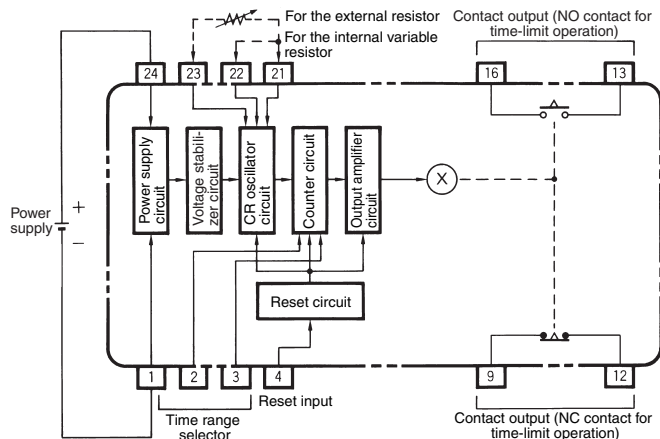 For the external resistor
For the internal variable
resistor
Contact output (NO contact for
time-limit operation)
24
23
22
21
16
13
Power supply
circuit
Voltage stabili-
zer circuit
CR oscillator
circuit
Counter circuit
Output amplifier
circuit
X
+
Power
supply
−
Reset circuit
1
2
3
4
9
12
Time range
selector
Reset input
Contact output (NC contact for
time-limit operation)